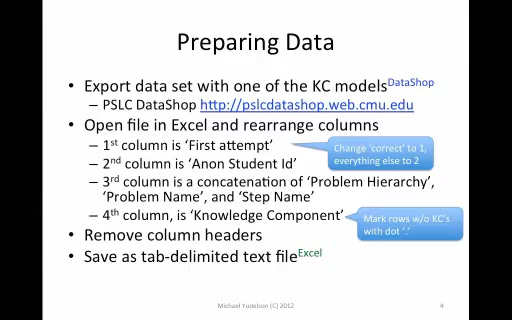 Preparing Data
• Export data set with one of the KC modelsDataShop
– PSLC DataShop http://pslcdatashop.web.cmu.edu
• Open file in Excel and rearrange columns
– 1st column is ‘First attempt’
Change ‘correct’ to 1,
everything else to 2
– 2nd column is ‘Anon Student Id’
– 3rd column is a concatenation of ‘Problem Hierarchy’,
‘Problem Name’, and ‘Step Name’
– 4th column, is ‘Knowledge Component’
Mark rows w/o KC’s
with dot ‘.’
• Remove column headers
• Save as tab-delimited text fileExcel
Michael Yudelson (C) 2012
4